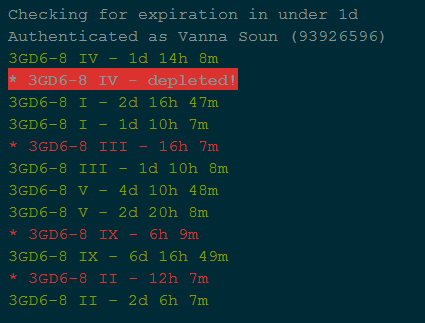 Checking for expiration in under 1d
Authenticated as Vanna Soun (93926596)
3GD6-8 IV - 1d 14h 8m
* 3GD6-8 IV - depleted!
3GD6-8 I - 2d 16h 47m
3GD6-8 I - 1d 10h 7m
* 3GD6-8 III - 16h 7m
3GD6-8 III - 1d 10h 8m
3GD6-8 V - 4d 10h 48m
3GD6-8 V - 2d 20h 8m
* 3GD6-8 IX - 6h 9m
3GD6-8 IX - 6d 16h 49m
* 3GD6-8 II - 12h 7m
3GD6-8 II - 2d 6h 7m